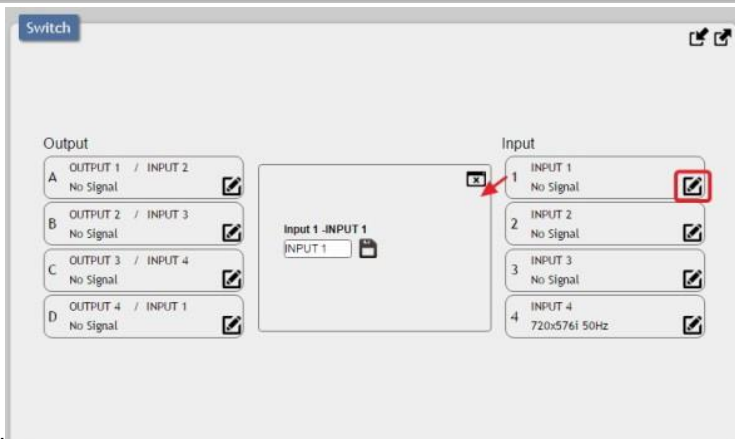 Switch
Output
A
OUTPUT 1 / INPUT 2
No Signal
B
OUTPUT 2 / INPUT 3
No Signal
C
OUTPUT 3 / INPUT 4
No Signal
D
OUTPUT 4 / INPUT 1
No Signal
Input 1 -INPUT 1
INPUT 1
Input
1
INPUT 1
No Signal
2
INPUT 2
No Signal
3
INPUT 3
No Signal
4
INPUT 4
720x576i 50Hz